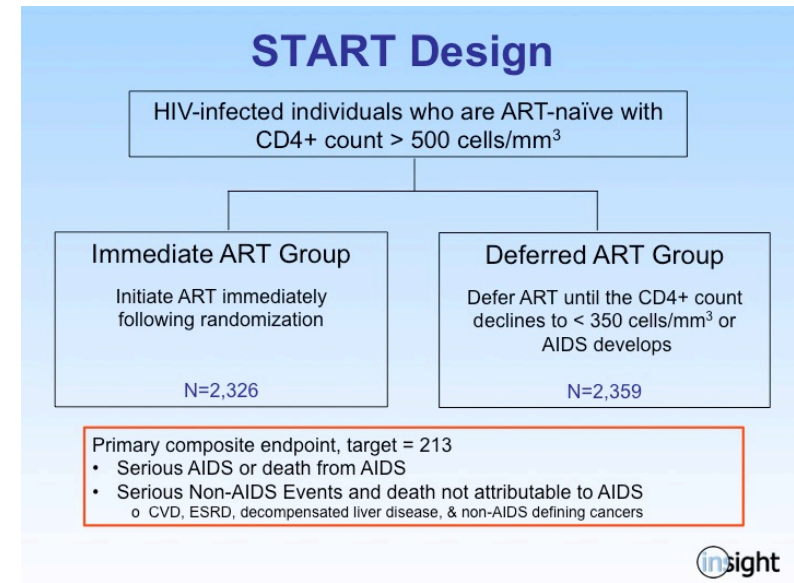 START Design
HIV-infected individuals who are ART-naïve with
CD4+ count > 500 cells/mm³
Immediate ART Group
Initiate ART immediately
following randomization
N=2,326
Deferred ART Group
Defer ART until the CD4+ count
declines to < 350 cells/mm³ or
AIDS develops
N=2,359
Primary composite endpoint, target = 213
• Serious AIDS or death from AIDS
• Serious Non-AIDS Events and death not attributable to AIDS
o CVD, ESRD, decompensated liver disease, & non-AIDS defining cancers
insight